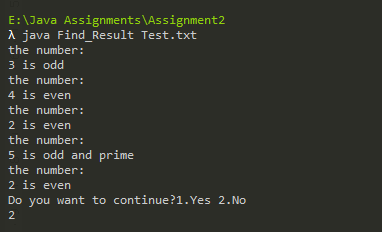 E:\Java Assignments\Assignment2
λ java Find_Result Test.txt
the number:
3 is odd
the number:
4 is even
the number:
2 is even
the number:
5 is odd and prime
the number:
2 is even
Do you want to continue?1.Yes 2.No
2